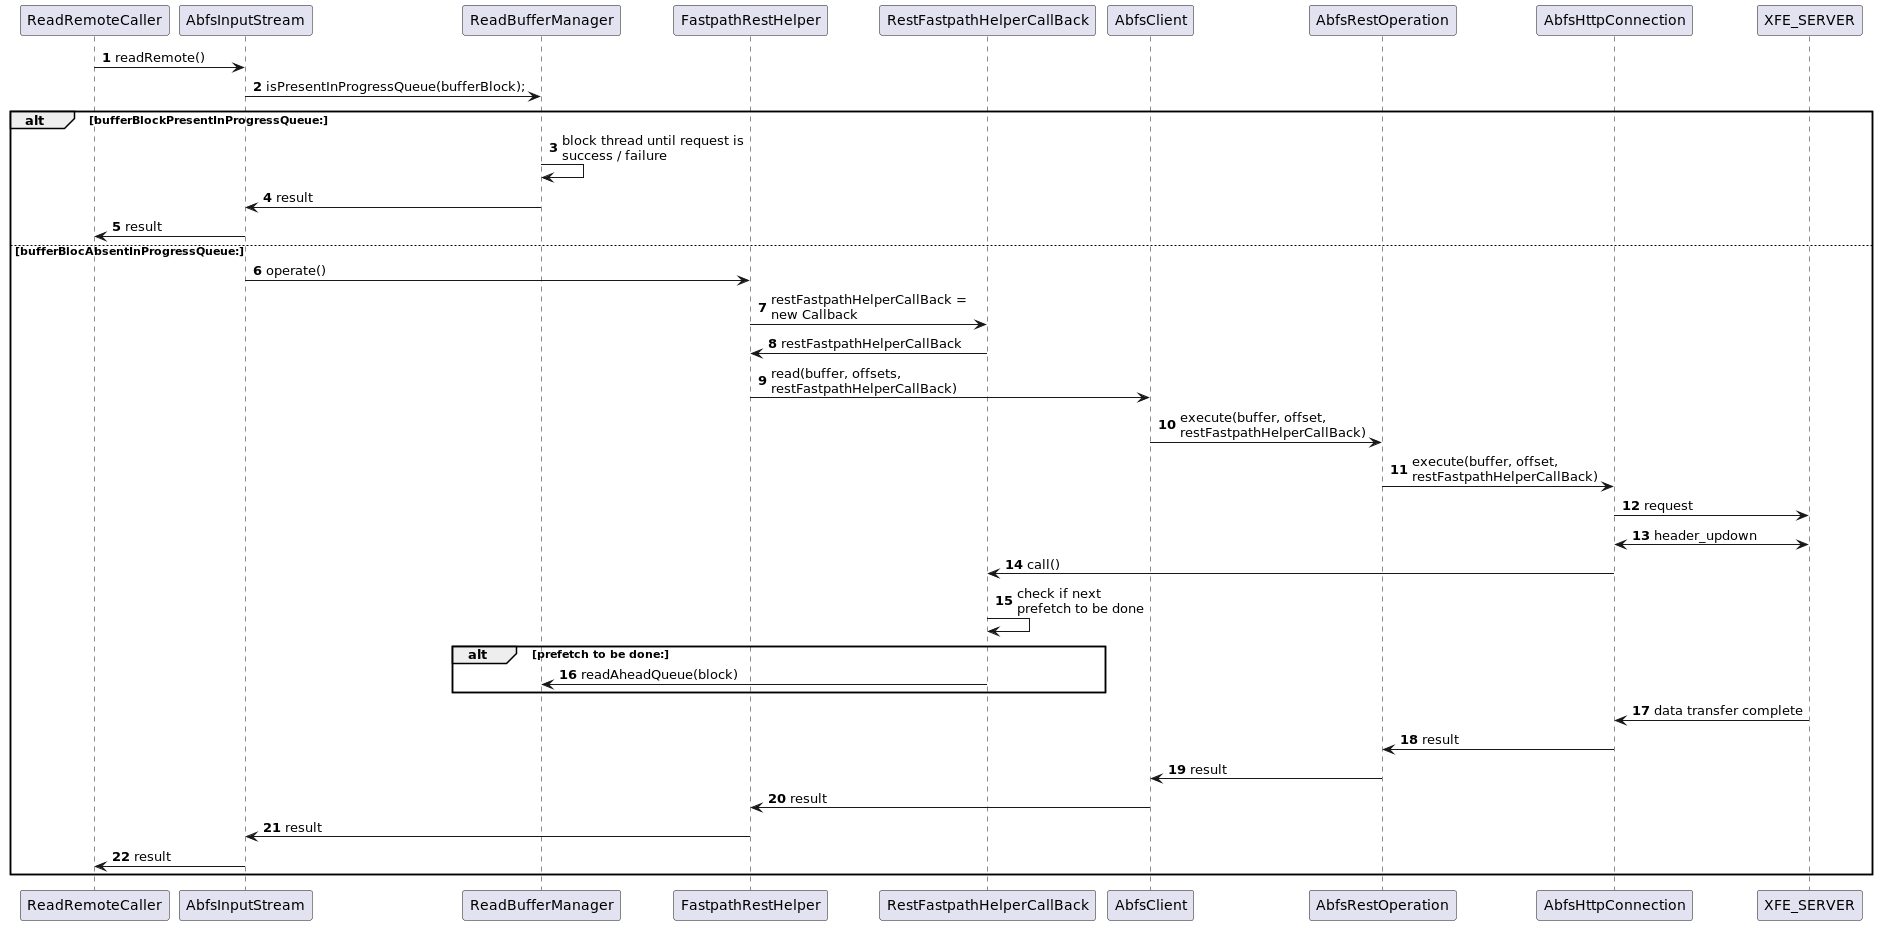 ReadRemoteCaller AbfsInputStream ReadBufferManager FastpathRestHelper RestFastpathHelperCallBack AbfsClient AbfsRestOperation AbfsHttpConnection XFE_SERVER
1 readRemote()
2 isPresentInProgressQueue(bufferBlock);
alt [bufferBlockPresentInProgressQueue:]
3 block thread until request is
success / failure
4 result
5 result
[bufferBlocAbsentInProgressQueue:]
6 operate()
7 restFastpathHelperCallBack =
new Callback
8 restFastpathHelperCallBack
9 read(buffer, offsets,
restFastpathHelperCallBack)
10 execute(buffer, offset,
restFastpathHelperCallBack)
11 execute(buffer, offset,
restFastpathHelperCallBack)
12 request
13 header_updown
14 call()
15 check if next
prefetch to be done
alt [prefetch to be done:]
16 readAheadQueue(block)
17 data transfer complete
18 result
19 result
20 result
21 result
22 result
ReadRemoteCaller AbfsInputStream ReadBufferManager FastpathRestHelper RestFastpathHelperCallBack AbfsClient AbfsRestOperation AbfsHttpConnection XFE_SERVER